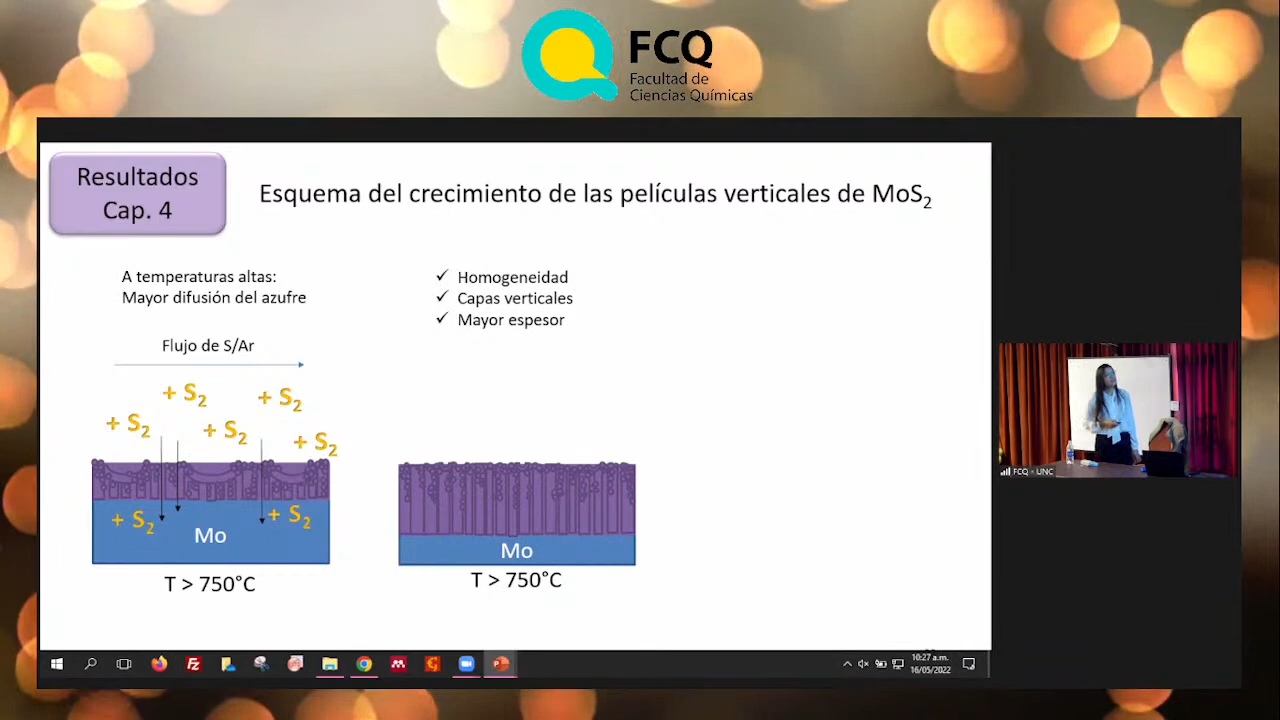 FCQ
Facultad de
Ciencias Químicas
Resultados
Cap. 4
Esquema del crecimiento de las películas verticales de MoS₂
A temperaturas altas:
Mayor difusión del azufre
✓ Homogeneidad
✓ Capas verticales
✓ Mayor espesor
Flujo de S/Ar
+ S₂
+ S₂
+ S₂
+ S₂
+ S₂
+ S₂
+ S₂
Mo
T > 750°C
Mo
T > 750°C
FCQ - UNC
10:27 a.m.
16/05/2022